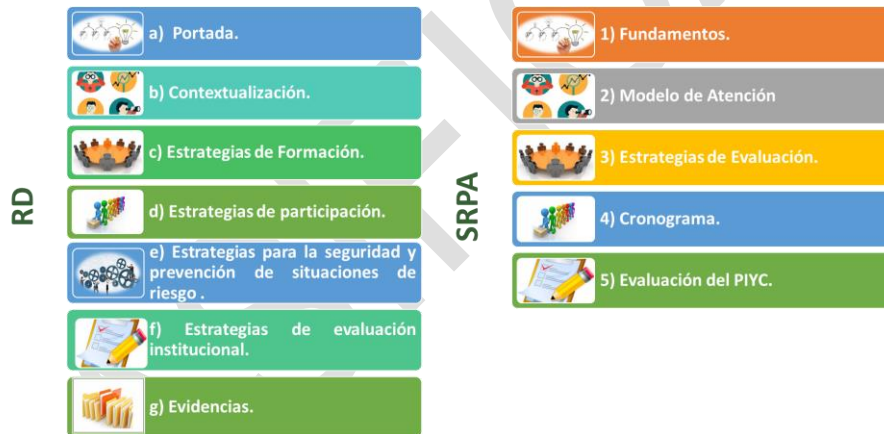 RD
a) Portada.
b) Contextualización.
c) Estrategias de Formación.
d) Estrategias de participación.
e) Estrategias para la seguridad y
prevención de situaciones de
riesgo .
f) Estrategias de evaluación
institucional.
g) Evidencias.
SRPA
1) Fundamentos.
2) Modelo de Atención
3) Estrategias de Evaluación.
4) Cronograma.
5) Evaluación del PIYC.